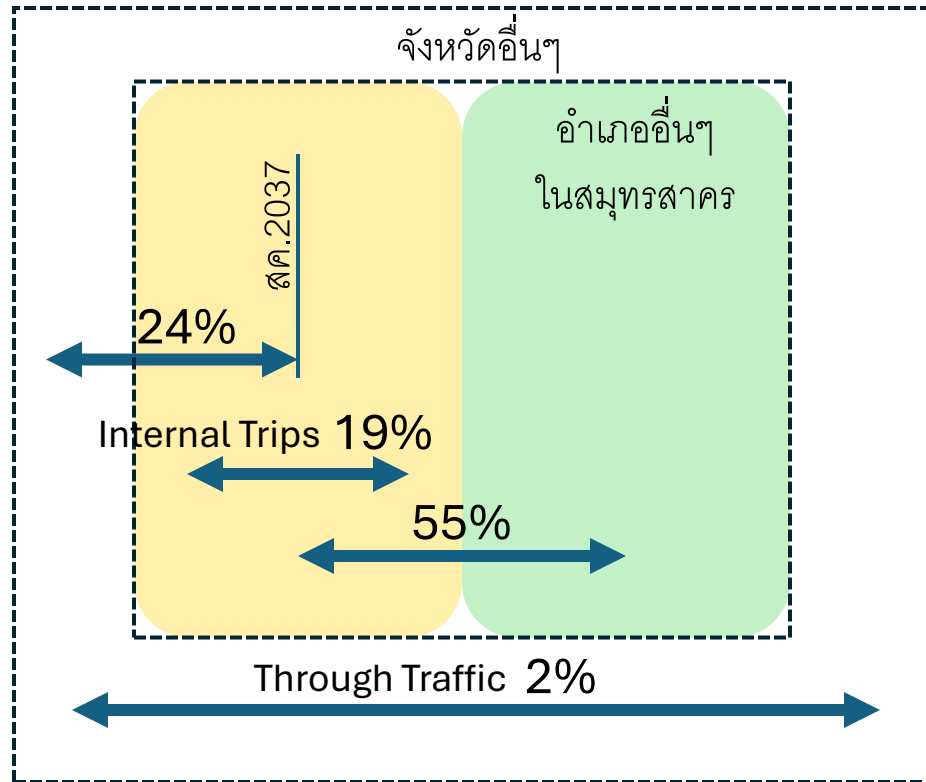 จังหวัดอื่นๆ
อำเภออื่นๆ
ในสมุทรสาคร
สค.2037
24%
Internal Trips 19%
55%
Through Traffic 2%